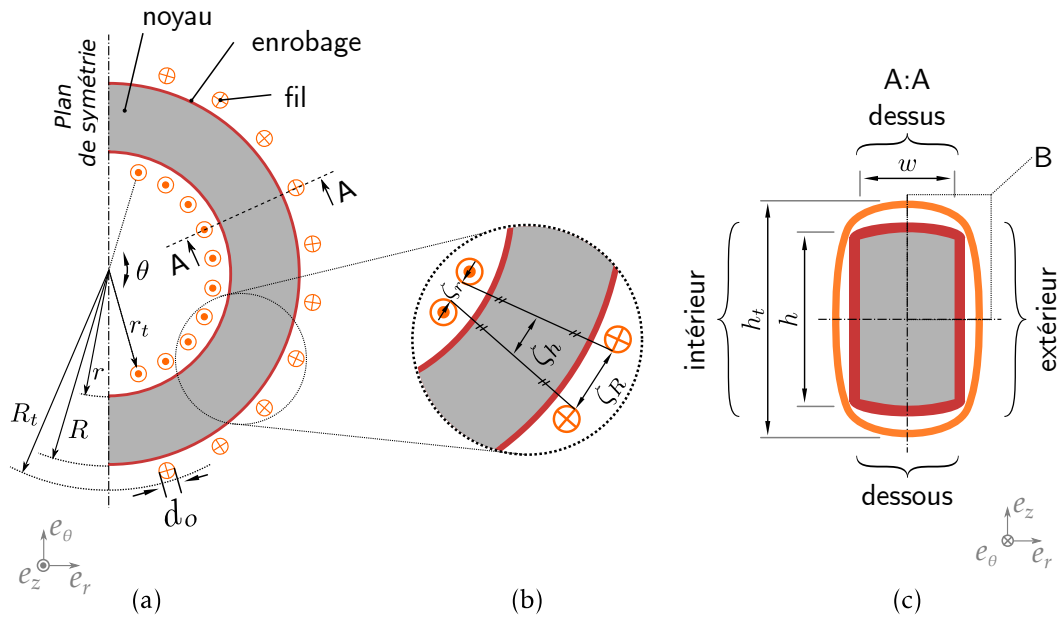 noyau
enrobage
fil
Plan
de symétrie
A
A
θ
r_t
r
R
R_t
d_o
e_θ
e_z
e_r
(a)
ζ_r
ζ_h
ζ_R
(b)
A:A
dessus
w
B
intérieur
h_t
h
extérieur
dessous
e_z
e_θ
e_r
(c)